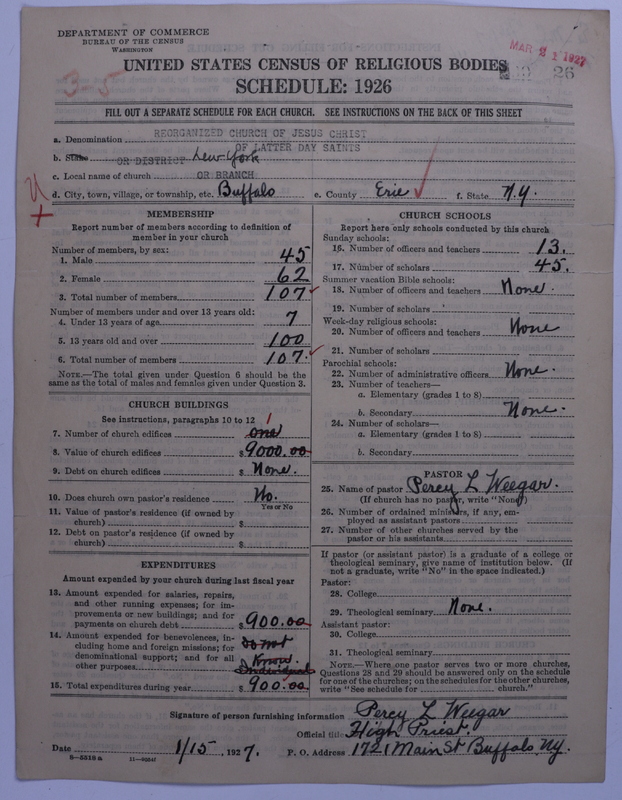 DEPARTMENT OF COMMERCE
BUREAU OF THE CENSUS
WASHINGTON
MAR 21 1927
UNITED STATES CENSUS OF RELIGIOUS BODIES
26
3-5
SCHEDULE: 1926
FILL OUT A SEPARATE SCHEDULE FOR EACH CHURCH. SEE INSTRUCTIONS ON THE BACK OF THIS SHEET
a. Denomination REORGANIZED CHURCH OF JESUS CHRIST
OF LATTER DAY SAINTS
b. State OR DISTRICT New York
c. Local name of church OR BRANCH
d. City, town, village, or township, etc. Buffalo e. County Erie f. State N.Y.
MEMBERSHIP
Report number of members according to definition of
member in your church
Number of members, by sex:
1. Male 45
2. Female 62
3. Total number of members 107
Number of members under and over 13 years old:
4. Under 13 years of age 7
5. 13 years old and over 100
6. Total number of members 107.
NOTE.—The total given under Question 6 should be the
same as the total of males and females given under Question 3.
CHURCH BUILDINGS
See instructions, paragraphs 10 to 12
7. Number of church edifices one 1
8. Value of church edifices $ 9000.00
9. Debt on church edifices $ None.
10. Does church own pastor's residence No.
Yes or No
11. Value of pastor's residence (if owned by
church) $
12. Debt on pastor's residence (if owned by
church) $
EXPENDITURES
Amount expended by your church during last fiscal year
13. Amount expended for salaries, repairs,
and other running expenses; for im-
provements or new buildings; and for
payments on church debt $ 900.00
14. Amount expended for benevolences, in-
cluding home and foreign missions; for
denominational support; and for all
other purposes Do not
Know.
Individual
15. Total expenditures during year $ 900.00
CHURCH SCHOOLS
Report here only schools conducted by this church
Sunday schools:
16. Number of officers and teachers 13.
17. Number of scholars 45.
Summer vacation Bible schools:
18. Number of officers and teachers None.
19. Number of scholars
Week-day religious schools:
20. Number of officers and teachers None
21. Number of scholars
Parochial schools:
22. Number of administrative officers None.
23. Number of teachers—
a. Elementary (grades 1 to 8)
b. Secondary None.
24. Number of scholars—
a. Elementary (grades 1 to 8)
b. Secondary
PASTOR
25. Name of pastor Percy L Weegar.
(If church has no pastor, write "None")
26. Number of ordained ministers, if any, em-
ployed as assistant pastors
27. Number of other churches served by the
pastor or his assistants
If pastor (or assistant pastor) is a graduate of a college or
theological seminary, give name of institution below. (If
not a graduate, write "No" in the space indicated.)
Pastor:
28. College
29. Theological seminary None.
Assistant pastor:
30. College
31. Theological seminary
NOTE.—Where one pastor serves two or more churches,
Questions 28 and 29 should be answered only on the schedule
for one of the churches; on the schedules for the other churches,
write "See schedule for church."
Signature of person furnishing information Percy L Weegar
Official title High Priest.
Date 1/15, 1927. P. O. Address 1721 Main St Buffalo, N.Y.
8-5518 a